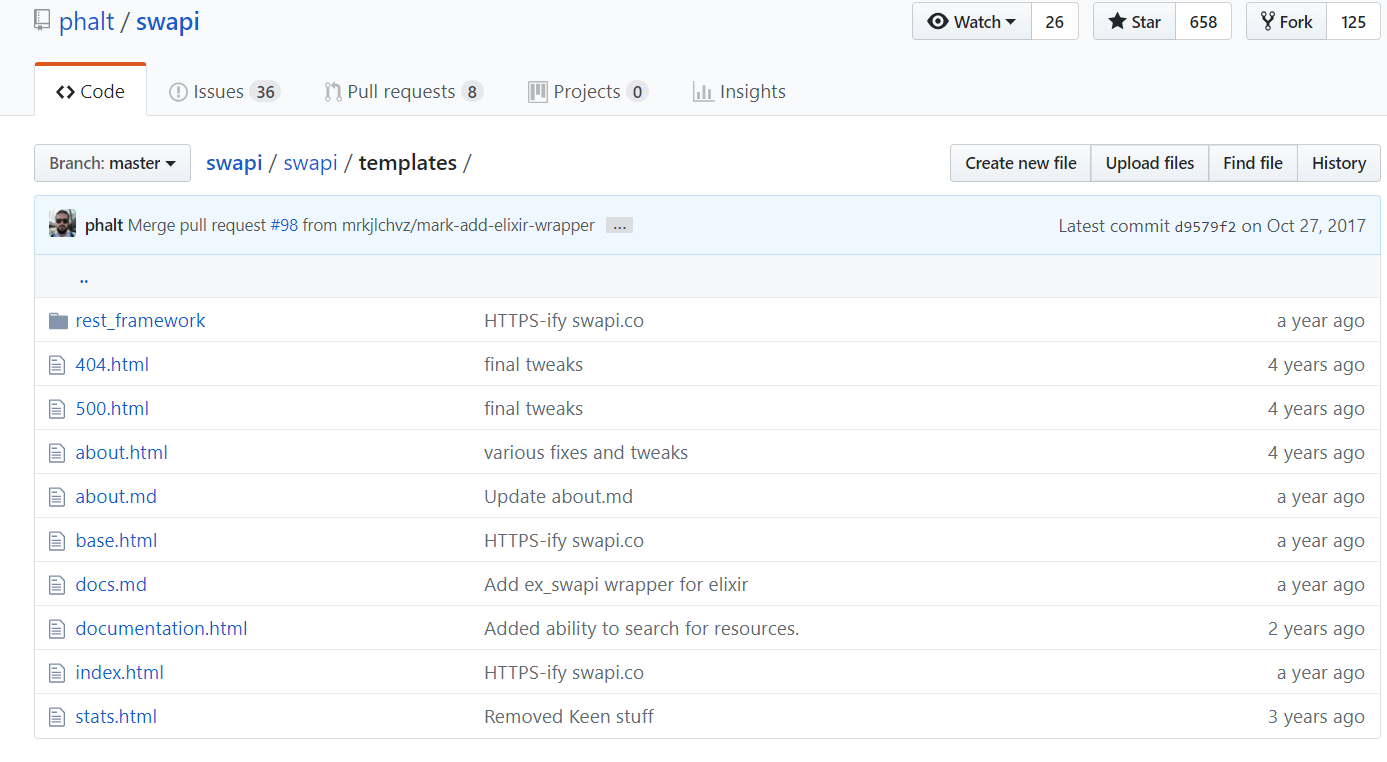 phalt / swapi
Watch 26 Star 658 Fork 125
Code Issues 36 Pull requests 8 Projects 0 Insights
Branch: master swapi / swapi / templates / Create new file Upload files Find file History
phalt Merge pull request #98 from mrkjlchvz/mark-add-elixir-wrapper ... Latest commit d9579f2 on Oct 27, 2017
..
rest_framework HTTPS-ify swapi.co a year ago
404.html final tweaks 4 years ago
500.html final tweaks 4 years ago
about.html various fixes and tweaks 4 years ago
about.md Update about.md a year ago
base.html HTTPS-ify swapi.co a year ago
docs.md Add ex_swapi wrapper for elixir a year ago
documentation.html Added ability to search for resources. 2 years ago
index.html HTTPS-ify swapi.co a year ago
stats.html Removed Keen stuff 3 years ago